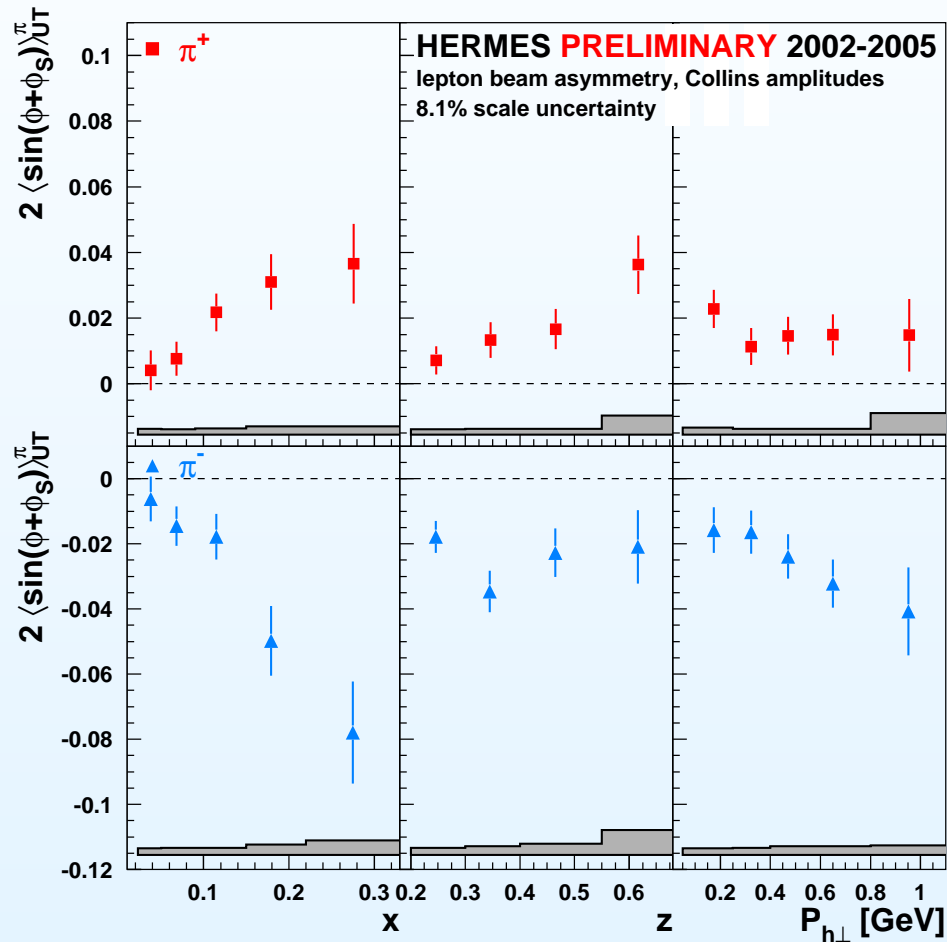 HERMES PRELIMINARY 2002-2005
lepton beam asymmetry, Collins amplitudes
8.1% scale uncertainty
π+
2 ⟨sin(ϕ+ϕS)⟩πUT
0.1
0.08
0.06
0.04
0.02
0
π-
2 ⟨sin(ϕ+ϕS)⟩πUT
0
-0.02
-0.04
-0.06
-0.08
-0.1
-0.12
0.1 0.2 0.3
0.2 0.3 0.4 0.5 0.6
0.2 0.4 0.6 0.8 1
x
z
Ph⊥ [GeV]